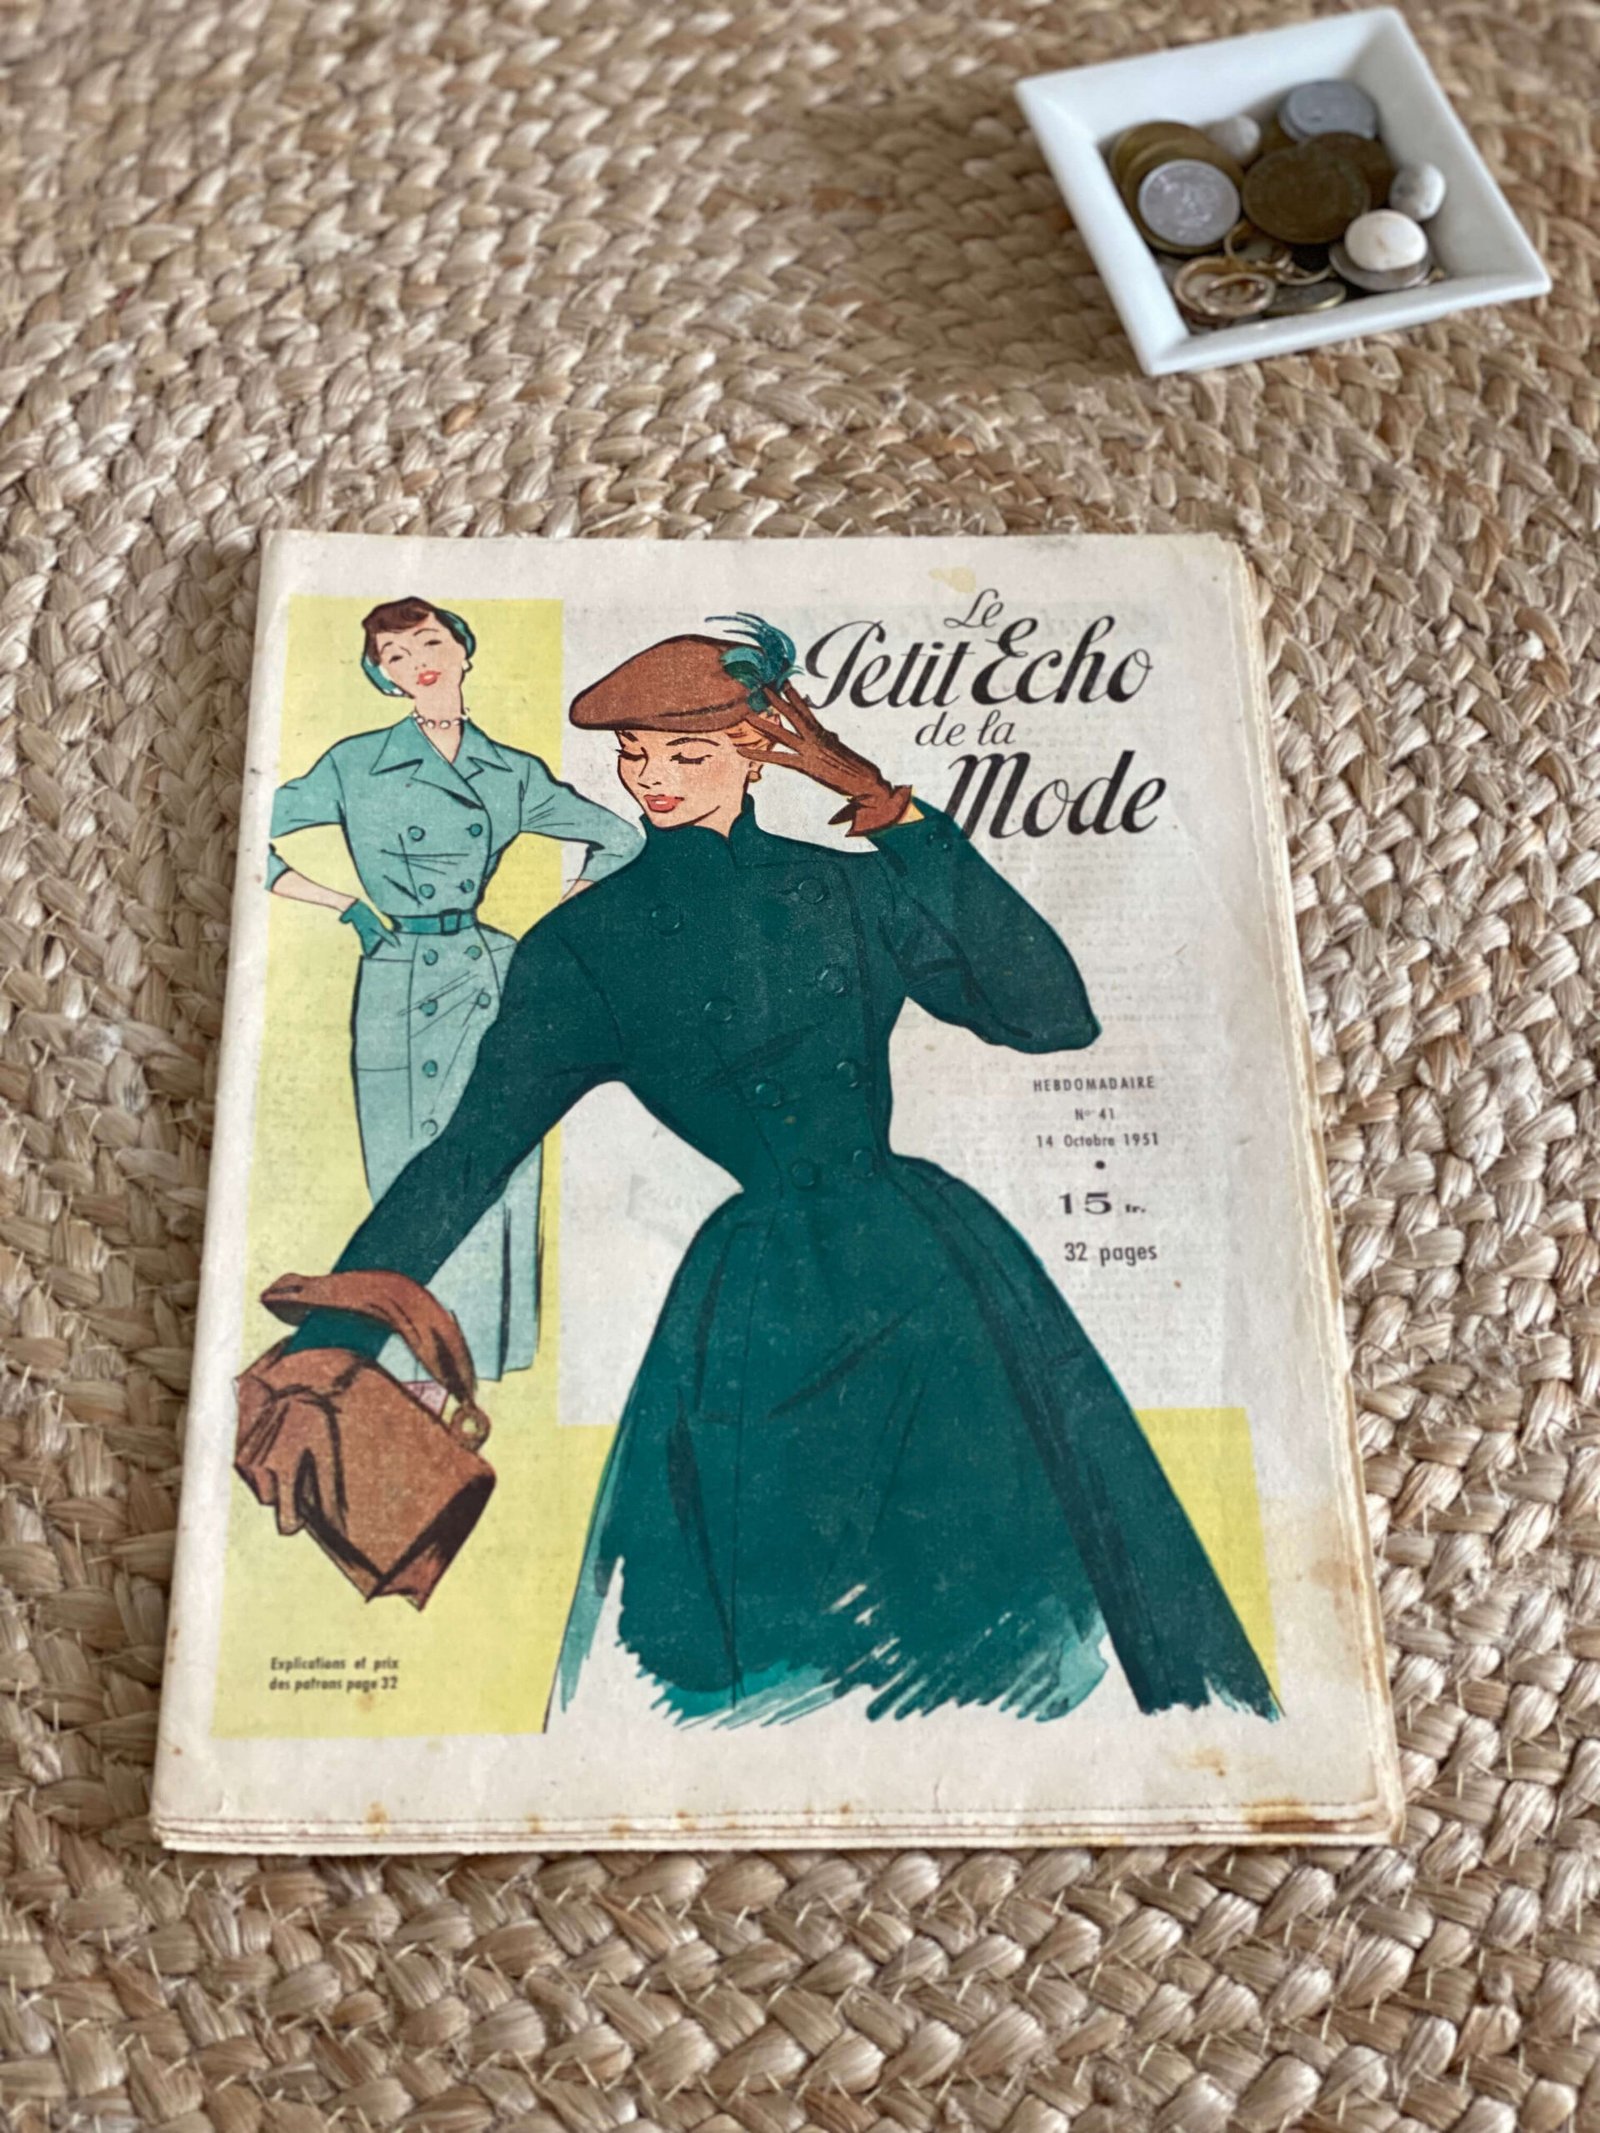 Le
Petit Echo
de la
Mode
HEBDOMADAIRE
N° 41
14 Octobre 1951
15 fr.
32 pages
Explications et prix
des patrons page 32